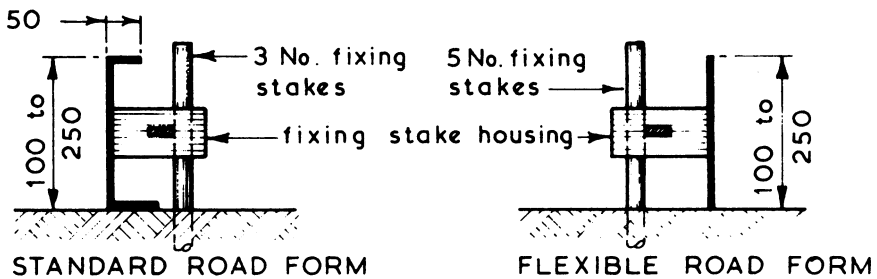 50
3 No. fixing
stakes
5 No. fixing
stakes
100 to
250
fixing stake housing
100 to
250
STANDARD ROAD FORM
FLEXIBLE ROAD FORM